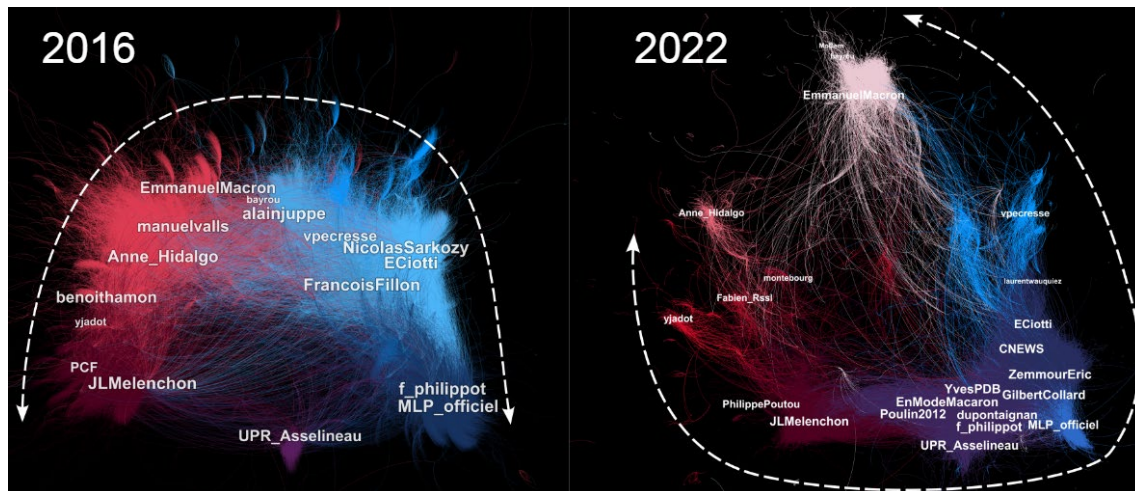 2016
EmmanuelMacron
bayrou
alainjuppe
manuelvalls
vpecresse
NicolasSarkozy
Anne_Hidalgo
ECiotti
FrancoisFillon
benoithamon
yjadot
PCF
JLMelenchon
f_philippot
MLP_officiel
UPR_Asselineau
2022
bayrou
EmmanuelMacron
Anne_Hidalgo
vpecresse
montebourg
laurentwauquiez
Fabien_Rssl
yjadot
ECiotti
CNEWS
ZemmourEric
YvesPDB
GilbertCollard
EnModeMacaron
PhilippePoutou
Poulin2012
dupontaignan
JLMelenchon
f_philippot
MLP_officiel
UPR_Asselineau